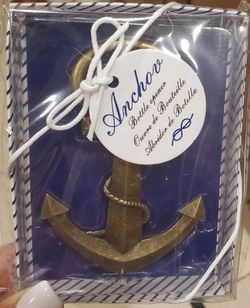 Anchor
Bottle opener
Ouvre de Bouteille
Abridor de Botella